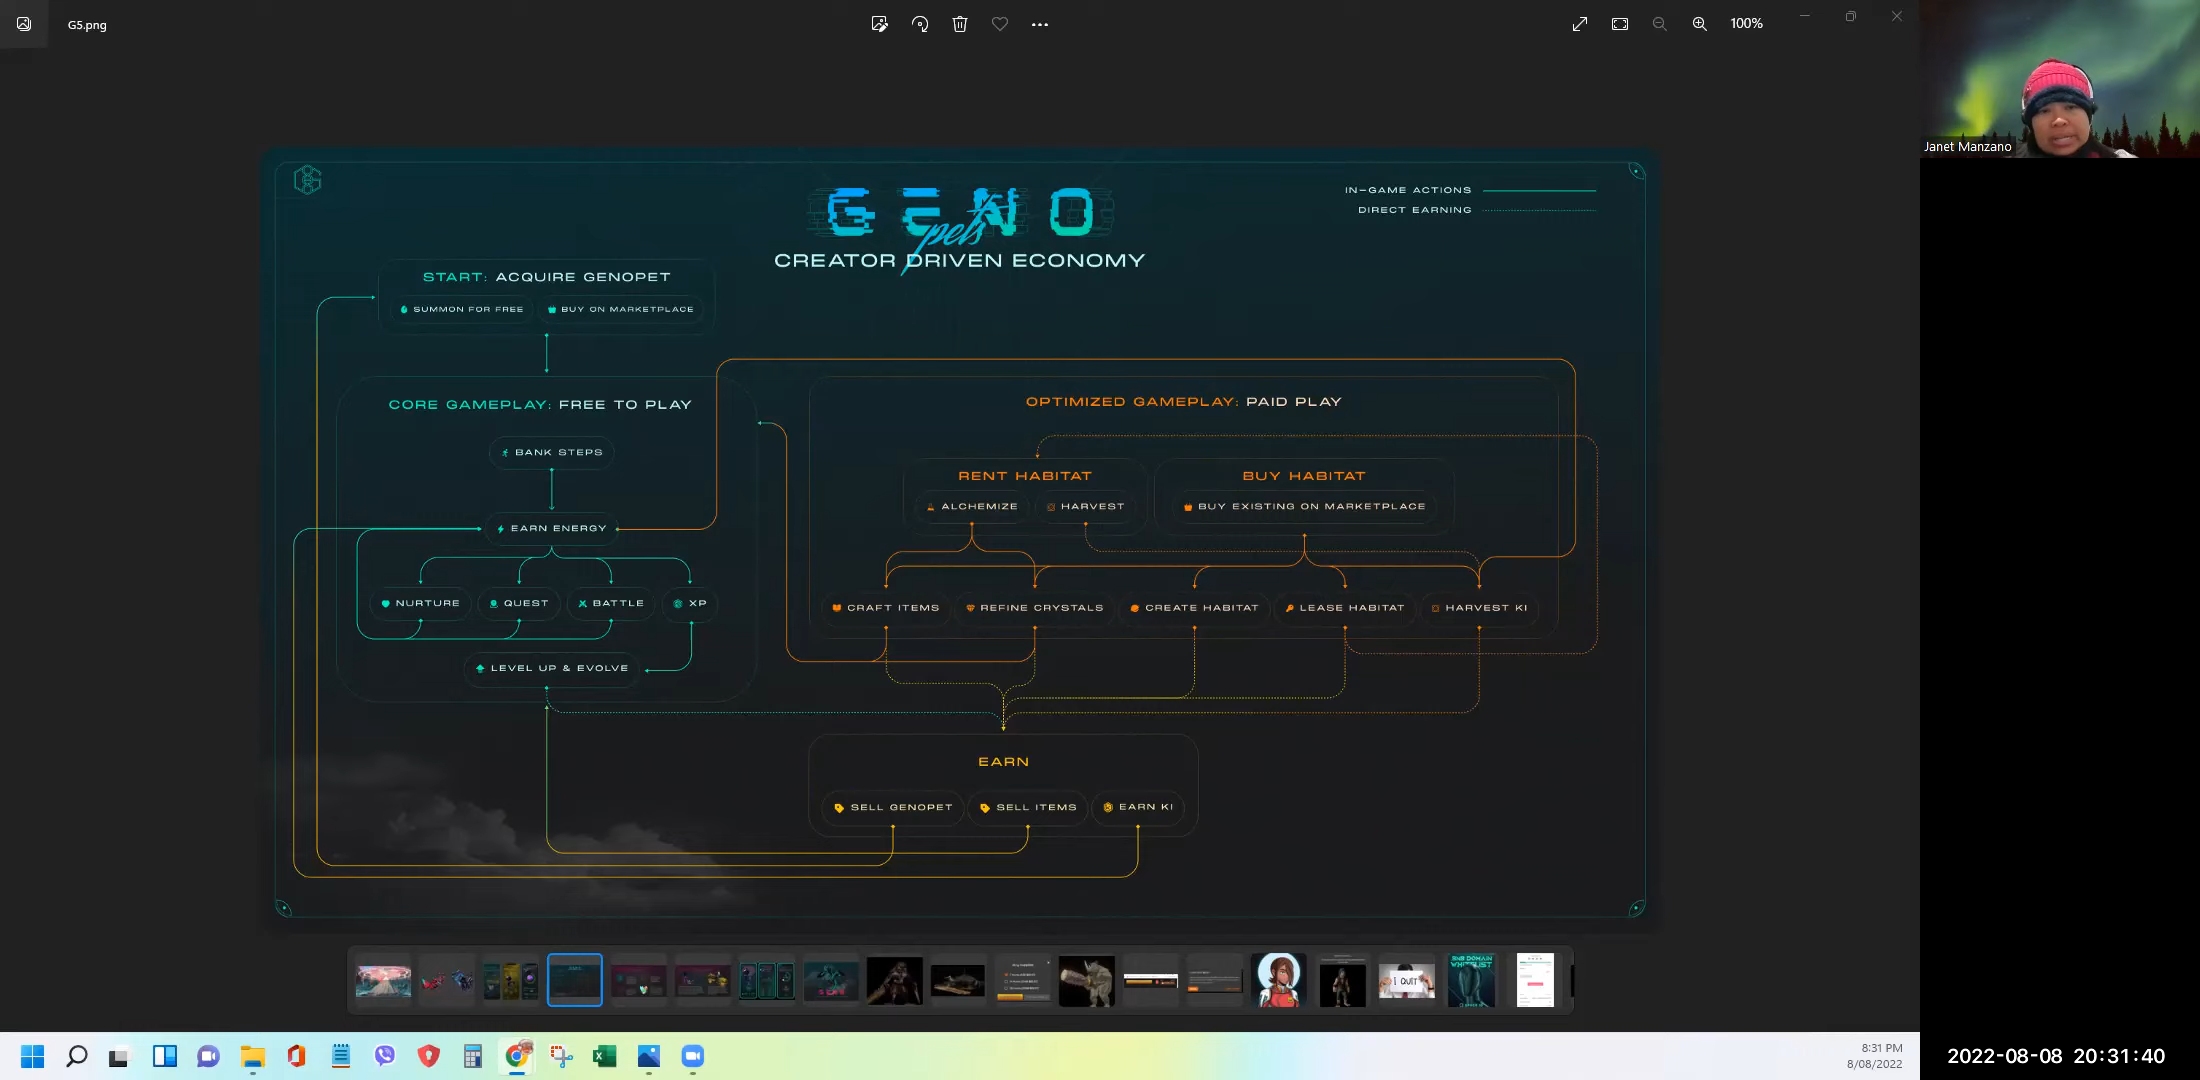 G5.png
100%
Janet Manzano
GENO
pets
CREATOR DRIVEN ECONOMY
IN-GAME ACTIONS
DIRECT EARNING
START: ACQUIRE GENOPET
SUMMON FOR FREE
BUY ON MARKETPLACE
CORE GAMEPLAY: FREE TO PLAY
BANK STEPS
EARN ENERGY
NURTURE
QUEST
BATTLE
XP
LEVEL UP & EVOLVE
OPTIMIZED GAMEPLAY: PAID PLAY
RENT HABITAT
ALCHEMIZE
HARVEST
BUY HABITAT
BUY EXISTING ON MARKETPLACE
CRAFT ITEMS
REFINE CRYSTALS
CREATE HABITAT
LEASE HABITAT
HARVEST KI
EARN
SELL GENOPET
SELL ITEMS
EARN KI
I QUIT
8:31 PM
8/08/2022
2022-08-08 20:31:40